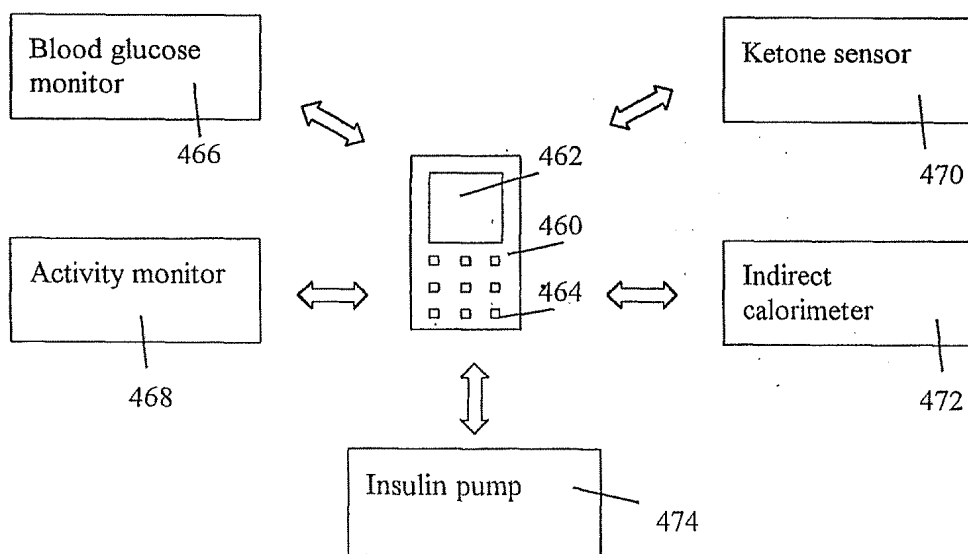 Blood glucose
monitor
466
Ketone sensor
470
462
460
464
Activity monitor
468
Indirect
calorimeter
472
Insulin pump
474